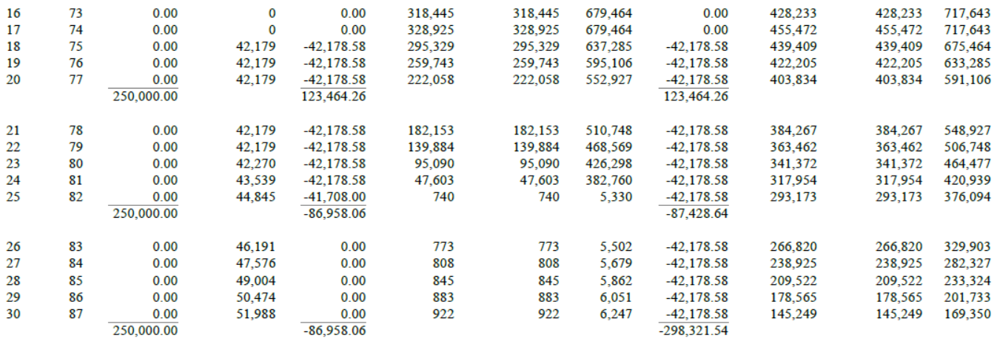 16 73 0.00 0 0.00 318,445 318,445 679,464 0.00 428,233 428,233 717,643
17 74 0.00 0 0.00 328,925 328,925 679,464 0.00 455,472 455,472 717,643
18 75 0.00 42,179 -42,178.58 295,329 295,329 637,285 -42,178.58 439,409 439,409 675,464
19 76 0.00 42,179 -42,178.58 259,743 259,743 595,106 -42,178.58 422,205 422,205 633,285
20 77 0.00 42,179 -42,178.58 222,058 222,058 552,927 -42,178.58 403,834 403,834 591,106
250,000.00 123,464.26 123,464.26
21 78 0.00 42,179 -42,178.58 182,153 182,153 510,748 -42,178.58 384,267 384,267 548,927
22 79 0.00 42,179 -42,178.58 139,884 139,884 468,569 -42,178.58 363,462 363,462 506,748
23 80 0.00 42,270 -42,178.58 95,090 95,090 426,298 -42,178.58 341,372 341,372 464,477
24 81 0.00 43,539 -42,178.58 47,603 47,603 382,760 -42,178.58 317,954 317,954 420,939
25 82 0.00 44,845 -41,708.00 740 740 5,330 -42,178.58 293,173 293,173 376,094
250,000.00 -86,958.06 -87,428.64
26 83 0.00 46,191 0.00 773 773 5,502 -42,178.58 266,820 266,820 329,903
27 84 0.00 47,576 0.00 808 808 5,679 -42,178.58 238,925 238,925 282,327
28 85 0.00 49,004 0.00 845 845 5,862 -42,178.58 209,522 209,522 233,324
29 86 0.00 50,474 0.00 883 883 6,051 -42,178.58 178,565 178,565 201,733
30 87 0.00 51,988 0.00 922 922 6,247 -42,178.58 145,249 145,249 169,350
250,000.00 -86,958.06 -298,321.54